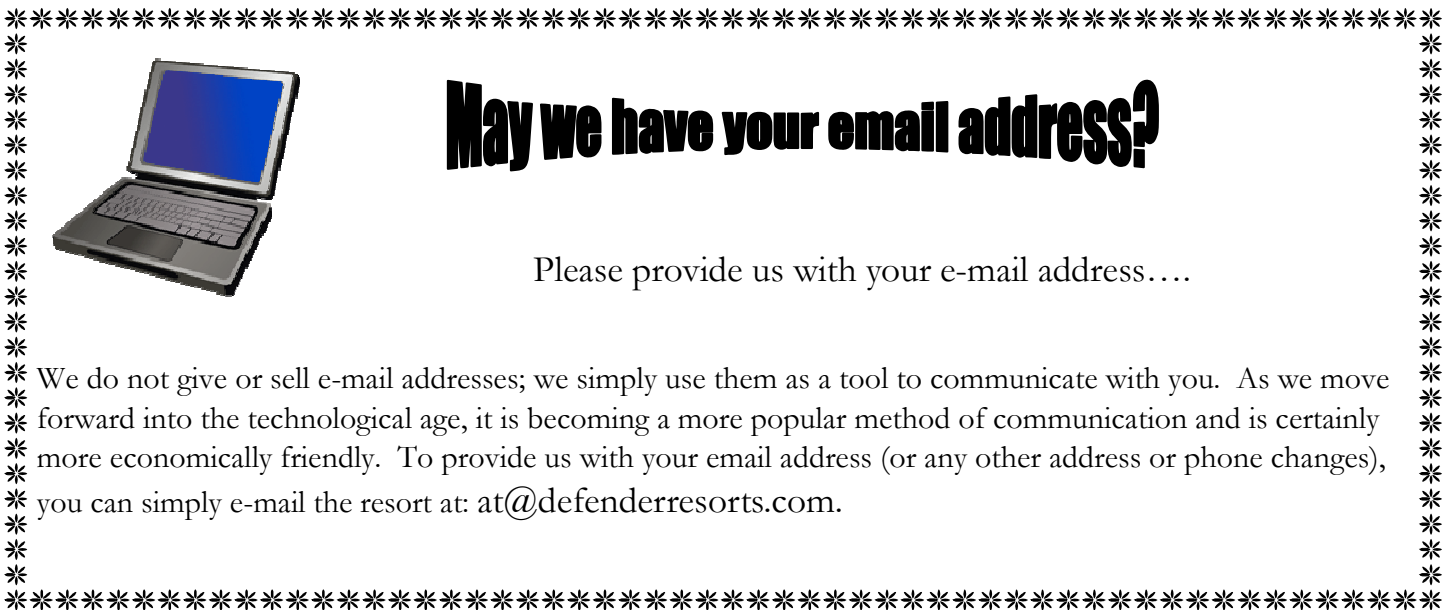 May we have your email address?
Please provide us with your e-mail address….
We do not give or sell e-mail addresses; we simply use them as a tool to communicate with you.  As we move
forward into the technological age, it is becoming a more popular method of communication and is certainly
more economically friendly.  To provide us with your email address (or any other address or phone changes),
you can simply e-mail the resort at: at@defenderresorts.com.